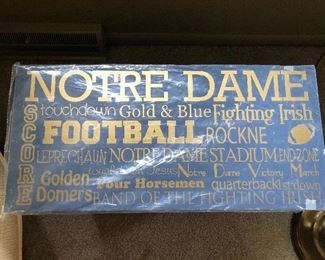 NOTRE DAME
SCORE
touchdown Gold & Blue Fighting Irish
FOOTBALL ROCKNE
LEPRECHAUN NOTRE DAME STADIUM END-ZONE
Touchdown Jesus Notre Dame Victory March
Golden Domers
Four Horsemen quarterback 1st down
BAND OF THE FIGHTING IRISH